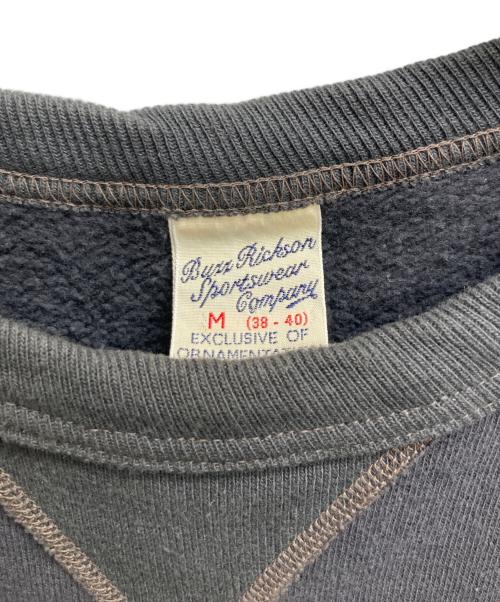 Buzz Rickson
Sportswear
Company
M (38 - 40)
EXCLUSIVE OF